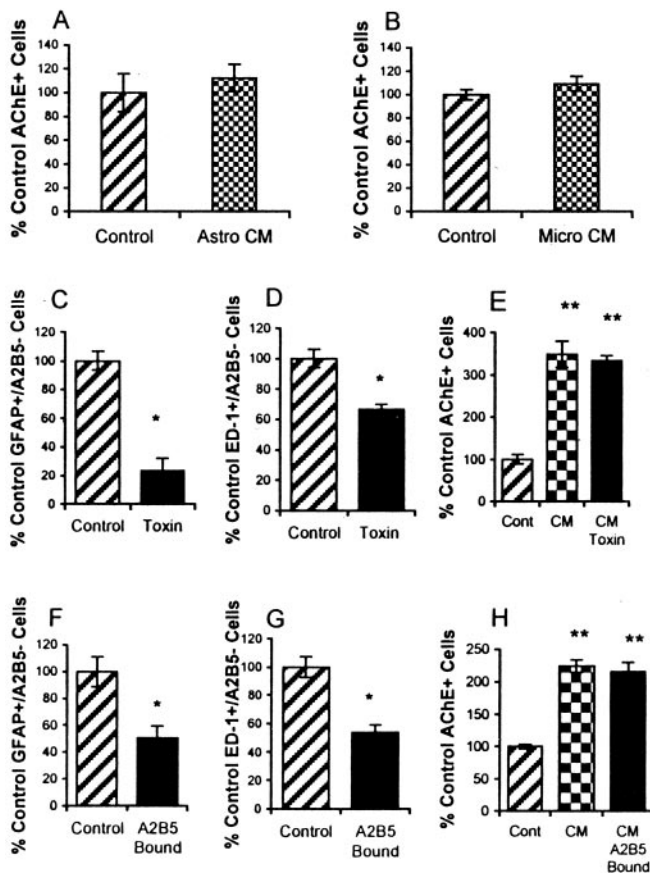 A
% Control AChE+ Cells
140
120
100
80
60
40
20
0
Control Astro CM
B
% Control AChE+ Cells
140
120
100
80
60
40
20
0
Control Micro CM
C
% Control GFAP+/A2B5- Cells
120
100
80
60
40
20
0
*
Control Toxin
D
% Control ED-1+/A2B5- Cells
120
100
80
60
40
20
0
*
Control Toxin
E
% Control AChE+ Cells
400
300
200
100
0
** **
Cont CM CM
Toxin
F
% Control GFAP+/A2B5- Cells
120
100
80
60
40
20
0
*
Control A2B5
Bound
G
% Control ED-1+/A2B5- Cells
120
100
80
60
40
20
0
*
Control A2B5
Bound
H
% Control AChE+ Cells
250
200
150
100
50
0
** **
Cont CM CM
A2B5
Bound